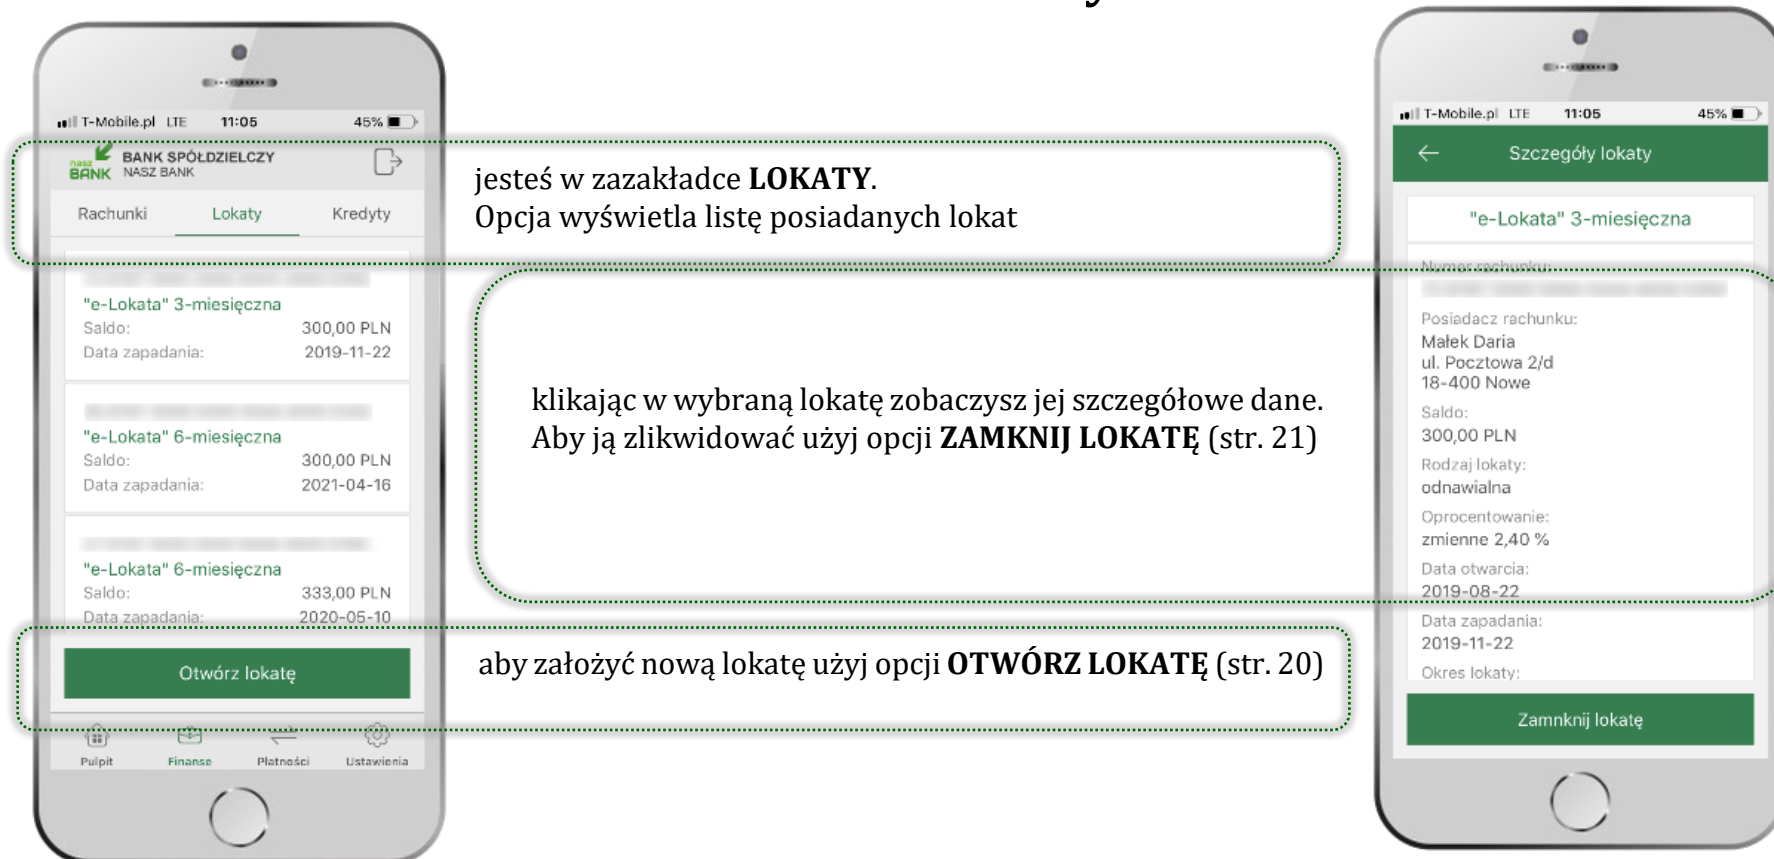 T-Mobile.pl LTE 11:05 45%
nasz BANK BANK SPÓŁDZIELCZY
NASZ BANK
Rachunki Lokaty Kredyty
"e-Lokata" 3-miesięczna
Saldo: 300,00 PLN
Data zapadania: 2019-11-22
"e-Lokata" 6-miesięczna
Saldo: 300,00 PLN
Data zapadania: 2021-04-16
"e-Lokata" 6-miesięczna
Saldo: 333,00 PLN
Data zapadania: 2020-05-10
Otwórz lokatę
Pulpit Finanse Płatności Ustawienia
jesteś w zazakładce LOKATY.
Opcja wyświetla listę posiadanych lokat
klikając w wybraną lokatę zobaczysz jej szczegółowe dane.
Aby ją zlikwidować użyj opcji ZAMKNIJ LOKATĘ (str. 21)
aby założyć nową lokatę użyj opcji OTWÓRZ LOKATĘ (str. 20)
T-Mobile.pl LTE 11:05 45%
Szczegóły lokaty
"e-Lokata" 3-miesięczna
Numer rachunku:
Posiadacz rachunku:
Małek Daria
ul. Pocztowa 2/d
18-400 Nowe
Saldo:
300,00 PLN
Rodzaj lokaty:
odnawialna
Oprocentowanie:
zmienne 2,40 %
Data otwarcia:
2019-08-22
Data zapadania:
2019-11-22
Okres lokaty:
Zamnknij lokatę